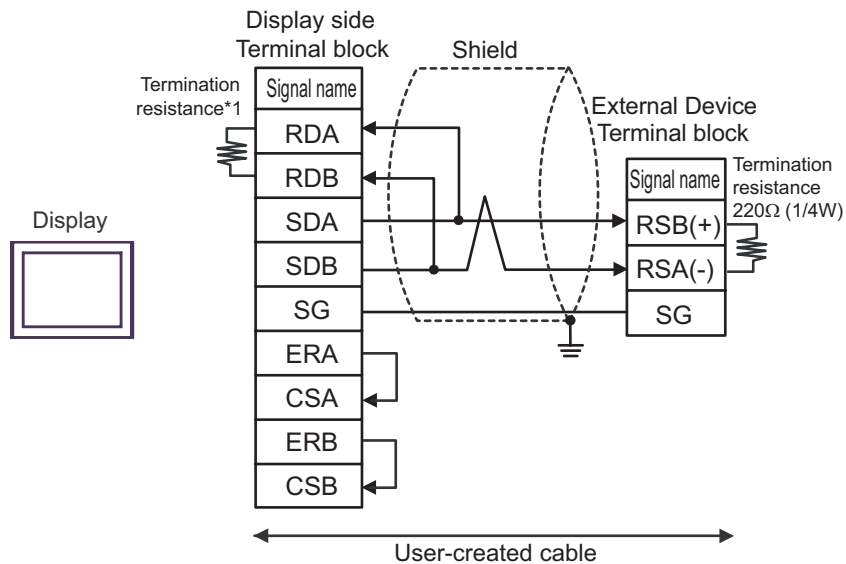 Display side
Terminal block
Shield
Termination
resistance*1
Signal name
RDA
RDB
SDA
SDB
SG
ERA
CSA
ERB
CSB
Display
External Device
Terminal block
Signal name
RSB(+)
RSA(-)
SG
Termination
resistance
220Ω (1/4W)
User-created cable